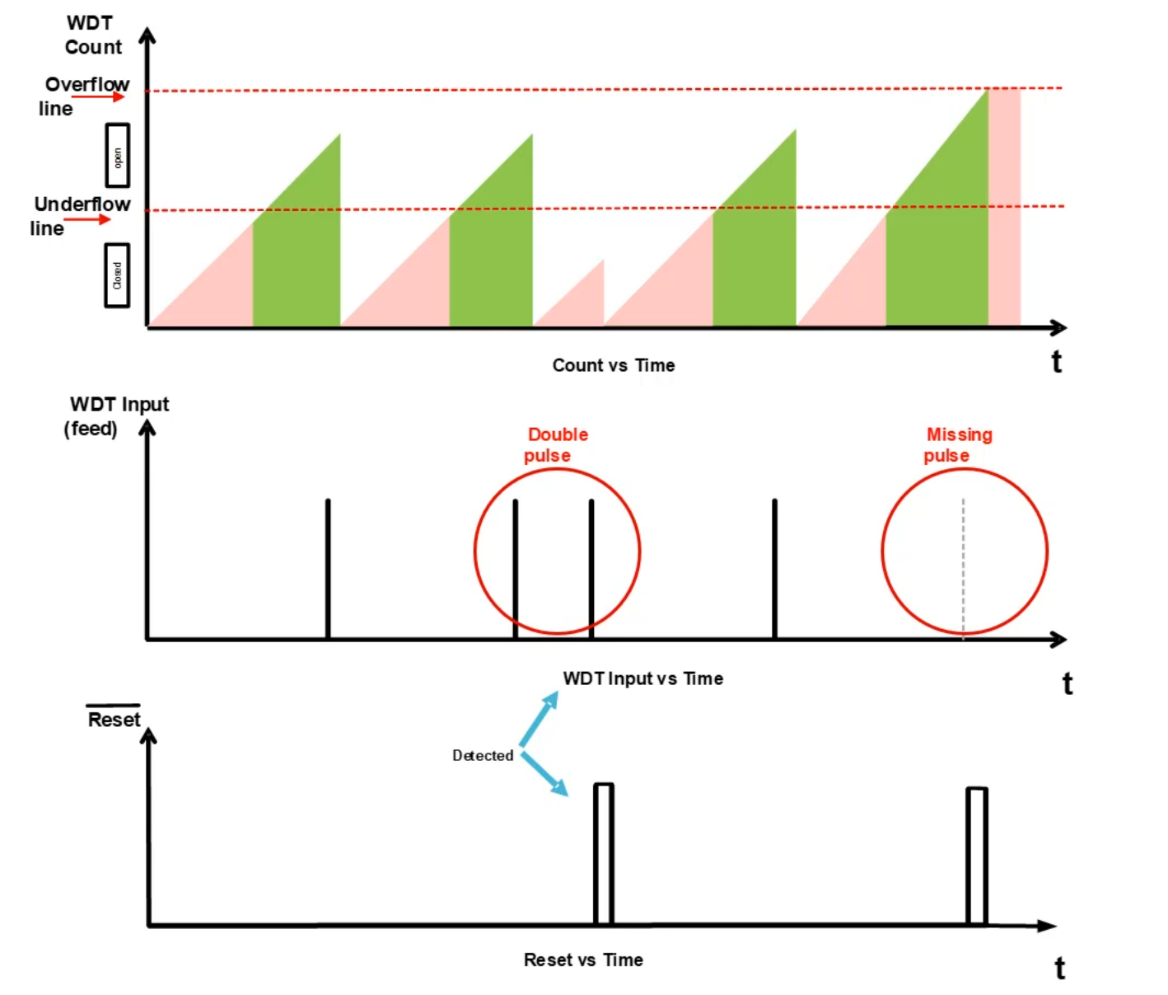 WDT
Count
Overflow
line
open
Underflow
line
Closed
t
Count vs Time
WDT Input
(feed)
Double
pulse
Missing
pulse
WDT Input vs Time
t
Reset
Detected
Reset vs Time
t